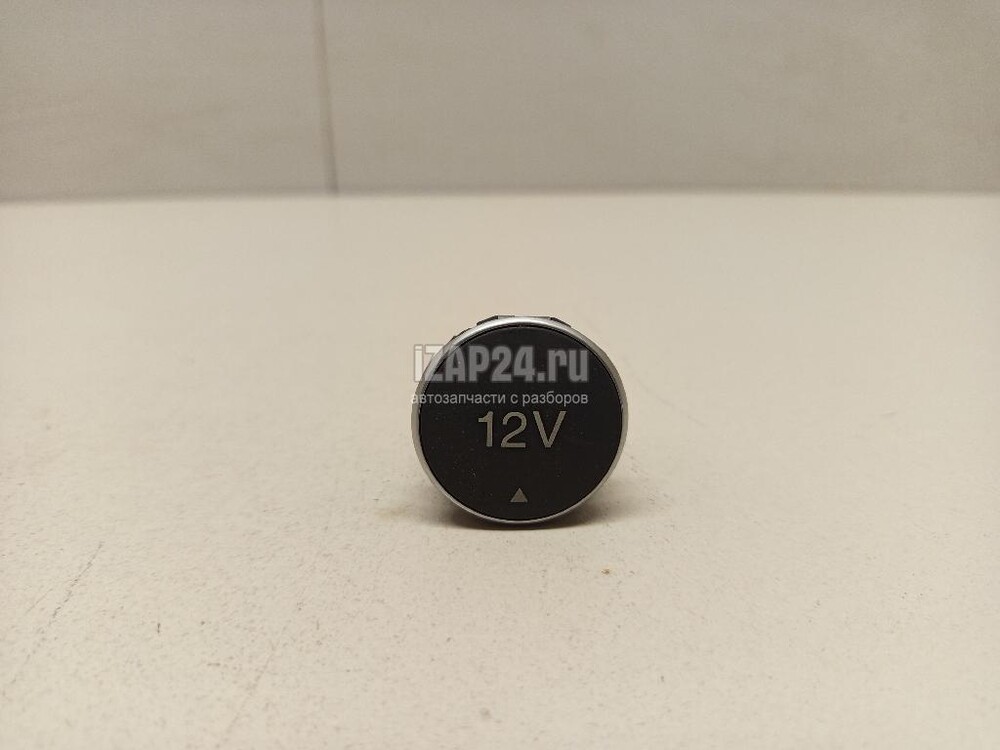 iZAP24.ru
автозапчасти с разборов
12V